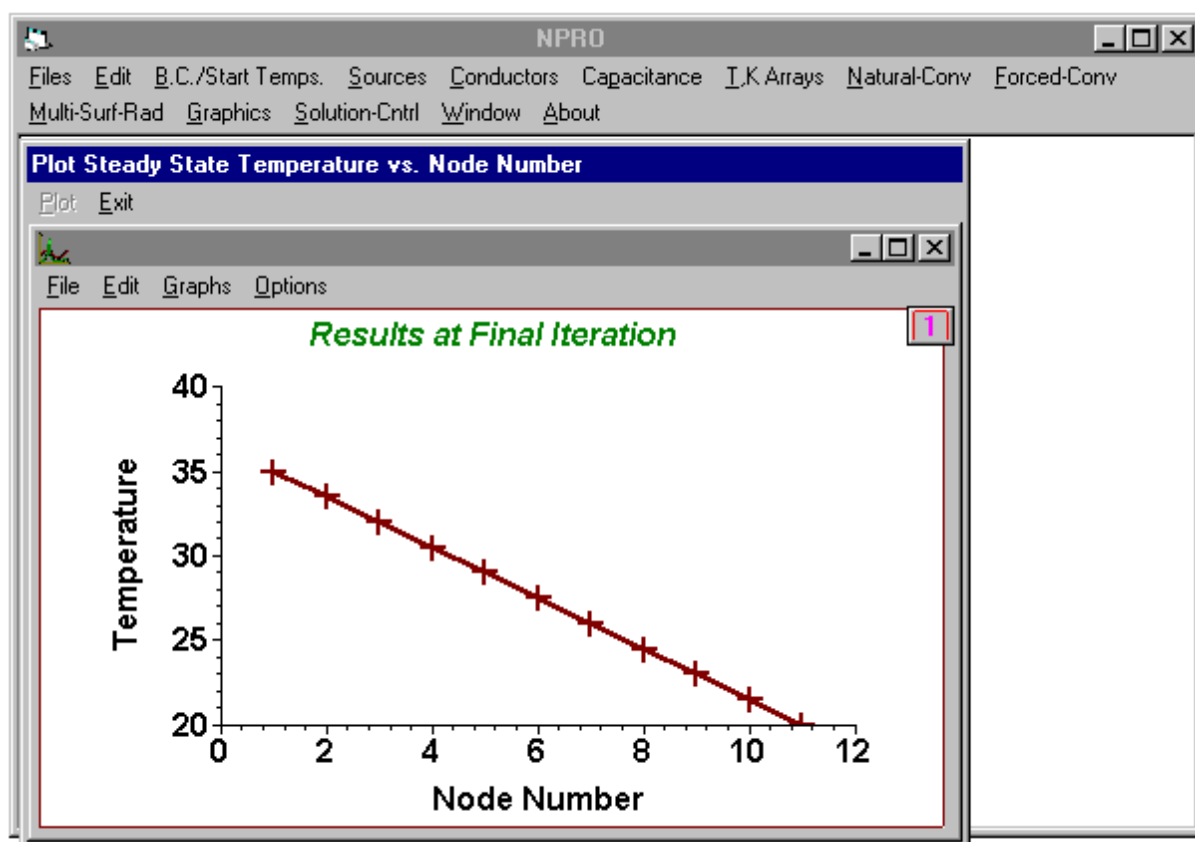 NPRO
Files Edit B.C./Start Temps. Sources Conductors Capacitance T,K Arrays Natural-Conv Forced-Conv
Multi-Surf-Rad Graphics Solution-Cntrl Window About
Plot Steady State Temperature vs. Node Number
Plot Exit
File Edit Graphs Options
1
Results at Final Iteration
40
35
30
25
20
Temperature
0 2 4 6 8 10 12
Node Number